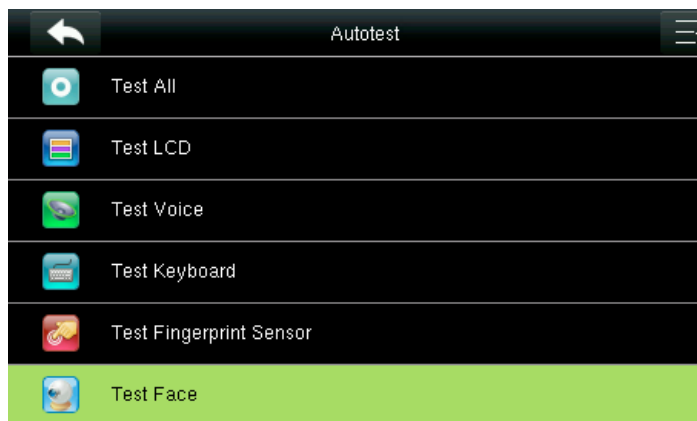 Autotest
Test All
Test LCD
Test Voice
Test Keyboard
Test Fingerprint Sensor
Test Face